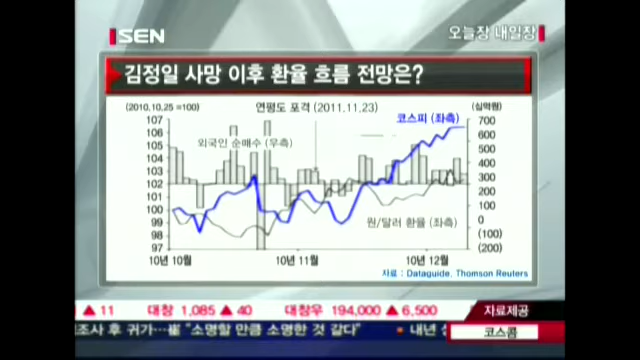 SEN
오늘장 내일장
김정일 사망 이후 환율 흐름 전망은?
(2010.10.25 =100)
연평도 포격 (2011.11.23)
(십억원)
코스피 (좌측)
외국인 순매수 (우측)
원/달러 환율 (좌측)
107
106
105
104
103
102
101
100
99
98
97
700
600
500
400
300
200
100
0
(100)
(200)
10년 10월
10년 11월
10년 12월
자료 : Dataguide, Thomson Reuters
▲ 11 대창 1,085 ▲ 40 대창우 194,000 ▲ 6,500
자료제공
조사 후 귀가…崔 "소명할 만큼 소명한 것 같다" • 내년
코스콤